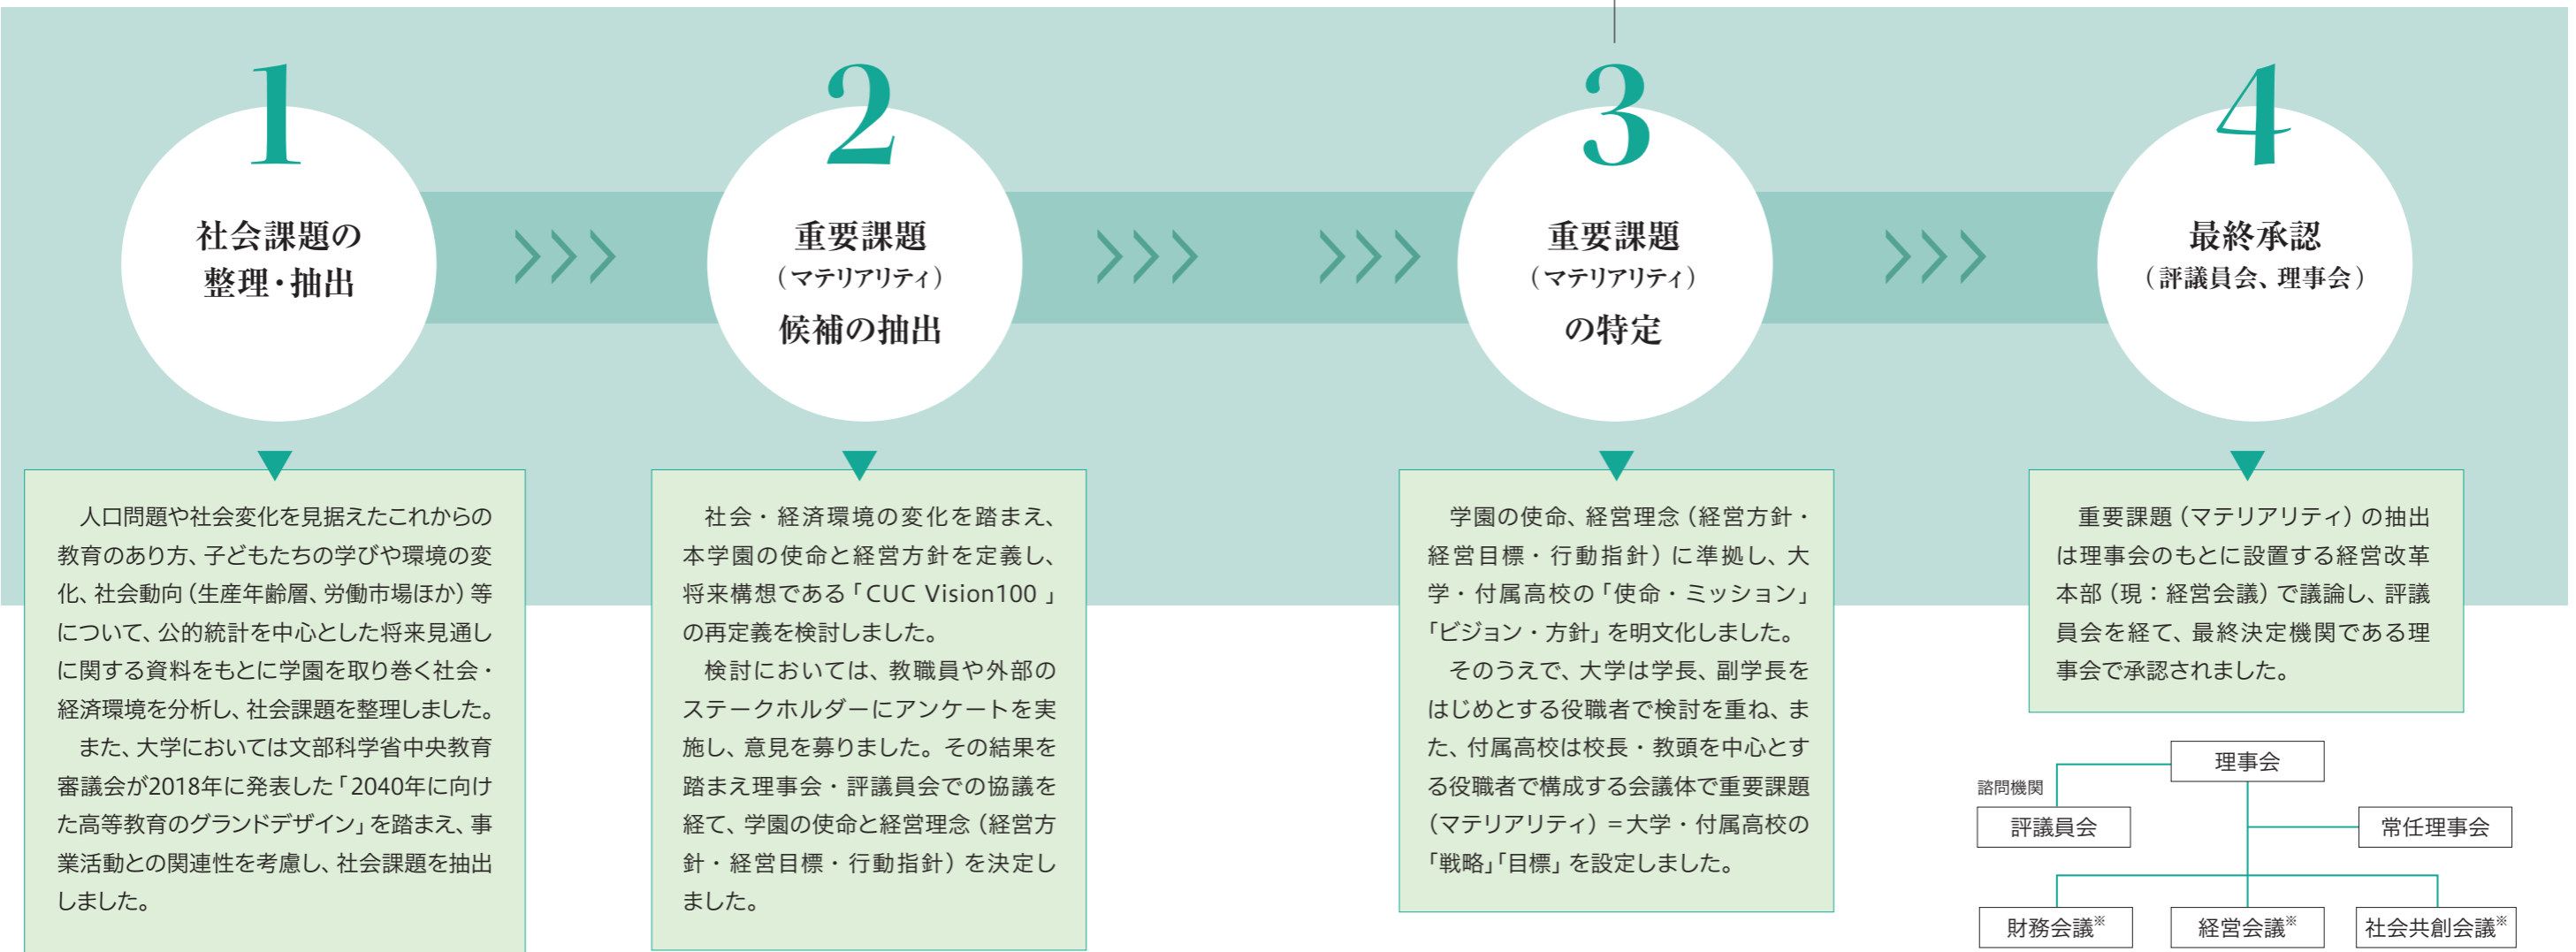 1
社会課題の
整理・抽出
人口問題や社会変化を見据えたこれからの
教育のあり方、子どもたちの学びや環境の変
化、社会動向（生産年齢層、労働市場ほか）等
について、公的統計を中心とした将来見通し
に関する資料をもとに学園を取り巻く社会・
経済環境を分析し、社会課題を整理しました。
また、大学においては文部科学省中央教育
審議会が2018年に発表した「2040年に向け
た高等教育のグランドデザイン」を踏まえ、事
業活動との関連性を考慮し、社会課題を抽出
しました。
2
重要課題
（マテリアリティ）
候補の抽出
社会・経済環境の変化を踏まえ、
本学園の使命と経営方針を定義し、
将来構想である「CUC Vision100 」
の再定義を検討しました。
検討においては、教職員や外部の
ステークホルダーにアンケートを実
施し、意見を募りました。その結果を
踏まえ理事会・評議員会での協議を
経て、学園の使命と経営理念（経営方
針・経営目標・行動指針）を決定し
ました。
3
重要課題
（マテリアリティ）
の特定
学園の使命、経営理念（経営方針・
経営目標・行動指針）に準拠し、大
学・付属高校の「使命・ミッション」
「ビジョン・方針」を明文化しました。
そのうえで、大学は学長、副学長を
はじめとする役職者で検討を重ね、ま
た、付属高校は校長・教頭を中心とす
る役職者で構成する会議体で重要課題
（マテリアリティ）＝大学・付属高校の
「戦略」「目標」を設定しました。
4
最終承認
（評議員会、理事会）
重要課題（マテリアリティ）の抽出
は理事会のもとに設置する経営改革
本部（現：経営会議）で議論し、評議
員会を経て、最終決定機関である理
事会で承認されました。
理事会
諮問機関
評議員会
常任理事会
財務会議※
経営会議※
社会共創会議※